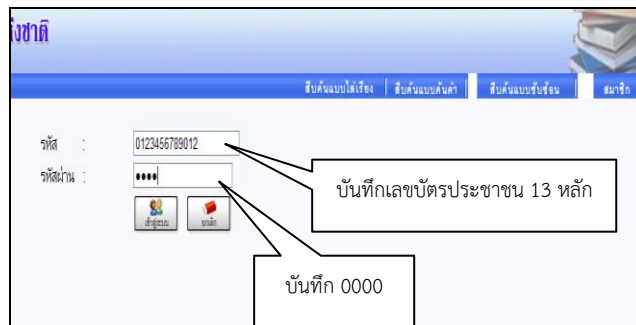 ังชาติ
สืบค้นแบบไล่เรียง | สืบค้นแบบค้นคำ | สืบค้นแบบซับซ้อน | สมาชิก
รหัส : 0123456789012
รหัสผ่าน : ••••
เข้าสู่ระบบ ยกเลิก
บันทึกเลขบัตรประชาชน 13 หลัก
บันทึก 0000